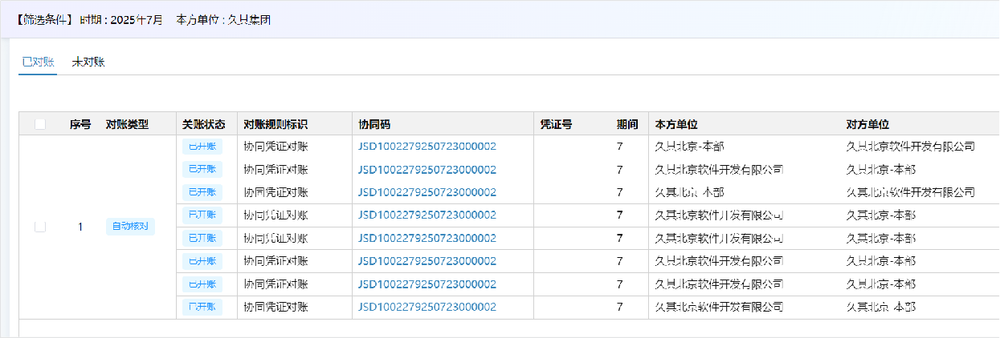 【筛选条件】 时期 : 2025年7月 本方单位 : 久其集团
已对账 未对账
序号 对账类型 关账状态 对账规则标识 协同码 凭证号 期间 本方单位 对方单位
已开账 协同凭证对账 JSD1002279250723000002 7 久其北京-本部 久其北京软件开发有限公司
已开账 协同凭证对账 JSD1002279250723000002 7 久其北京软件开发有限公司 久其北京-本部
已开账 协同凭证对账 JSD1002279250723000002 7 久其北京-本部 久其北京软件开发有限公司
已开账 协同凭证对账 JSD1002279250723000002 7 久其北京软件开发有限公司 久其北京-本部
1 自动核对
已开账 协同凭证对账 JSD1002279250723000002 7 久其北京软件开发有限公司 久其北京-本部
已开账 协同凭证对账 JSD1002279250723000002 7 久其北京软件开发有限公司 久其北京-本部
已开账 协同凭证对账 JSD1002279250723000002 7 久其北京软件开发有限公司 久其北京-本部
已开账 协同凭证对账 JSD1002279250723000002 7 久其北京软件开发有限公司 久其北京-本部